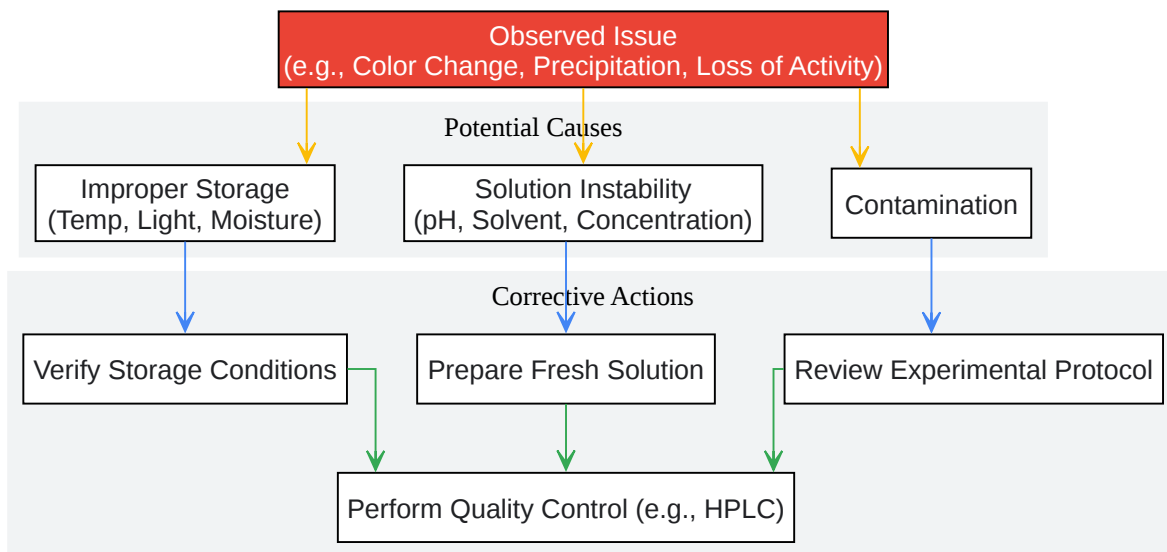 Observed Issue
(e.g., Color Change, Precipitation, Loss of Activity)
Potential Causes
Improper Storage
(Temp, Light, Moisture)
Solution Instability
(pH, Solvent, Concentration)
Contamination
Corrective Actions
Verify Storage Conditions
Prepare Fresh Solution
Review Experimental Protocol
Perform Quality Control (e.g., HPLC)